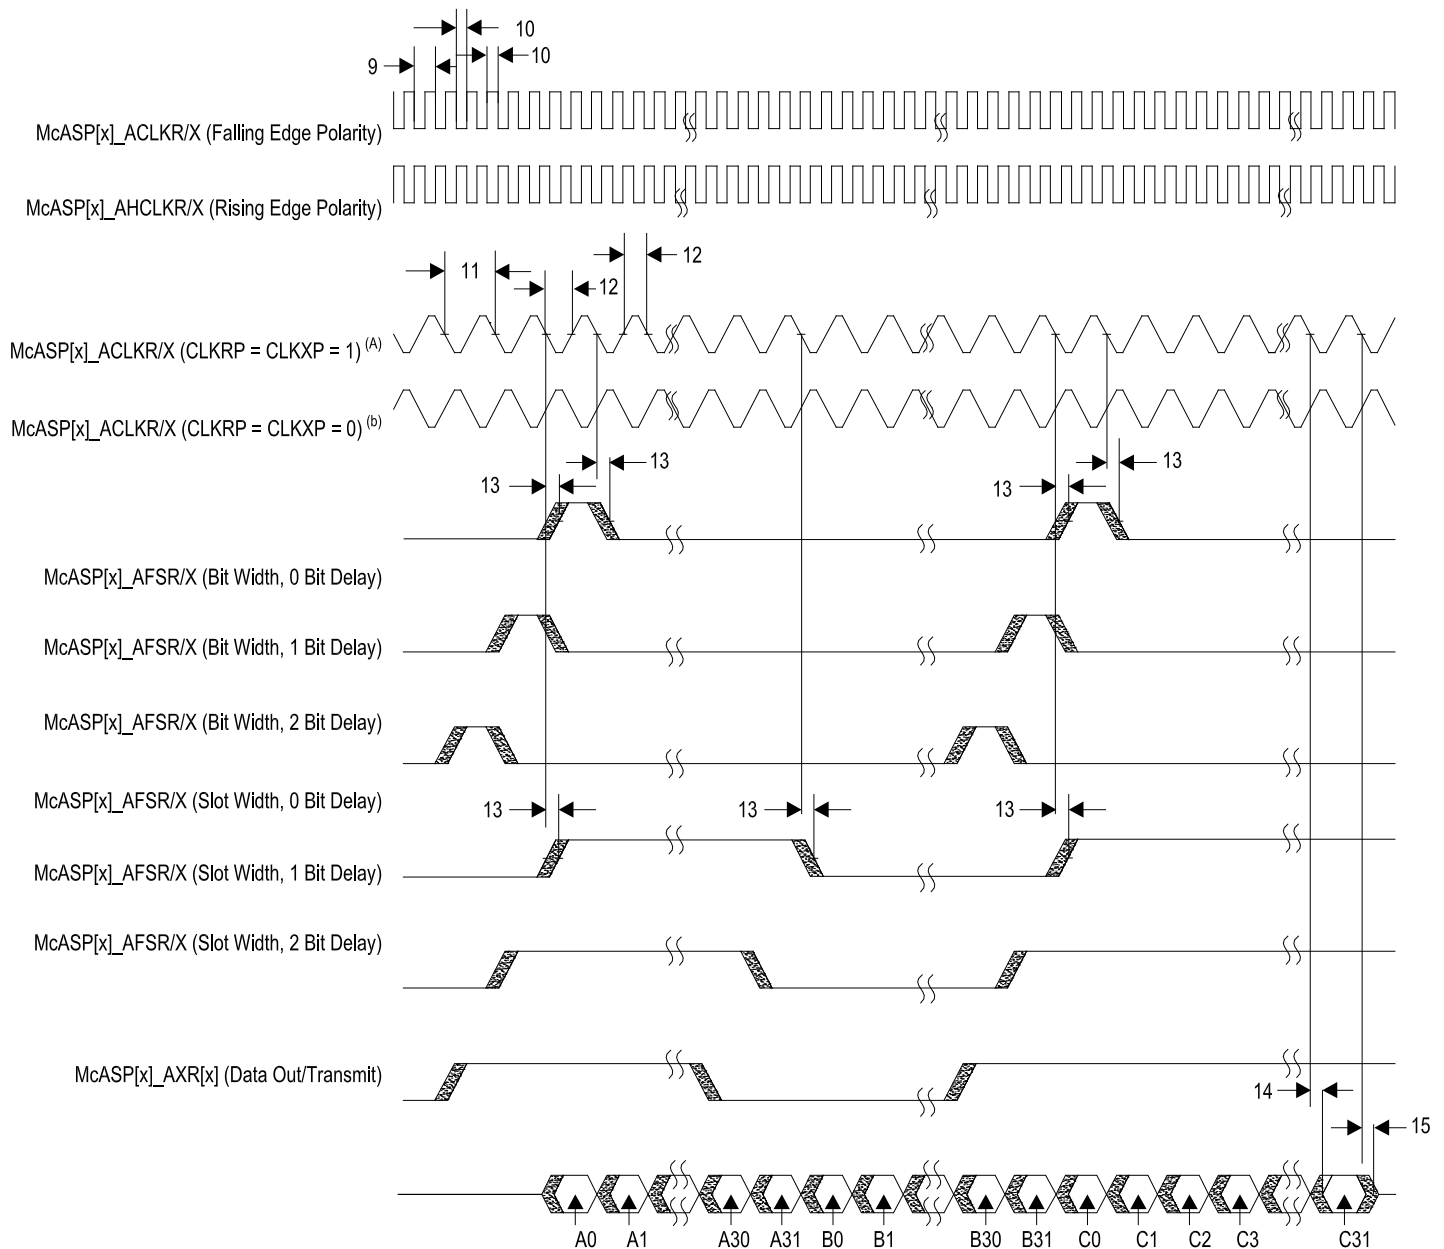 10
9
10
McASP[x]_ACLKR/X (Falling Edge Polarity)
McASP[x]_AHCLKR/X (Rising Edge Polarity)
12
11
12
McASP[x]_ACLKR/X (CLKRP = CLKXP = 1) (A)
McASP[x]_ACLKR/X (CLKRP = CLKXP = 0) (b)
13
13
13
13
McASP[x]_AFSR/X (Bit Width, 0 Bit Delay)
McASP[x]_AFSR/X (Bit Width, 1 Bit Delay)
McASP[x]_AFSR/X (Bit Width, 2 Bit Delay)
McASP[x]_AFSR/X (Slot Width, 0 Bit Delay)
13
13
13
McASP[x]_AFSR/X (Slot Width, 1 Bit Delay)
McASP[x]_AFSR/X (Slot Width, 2 Bit Delay)
McASP[x]_AXR[x] (Data Out/Transmit)
14
15
A0 A1 A30 A31 B0 B1 B30 B31 C0 C1 C2 C3 C31